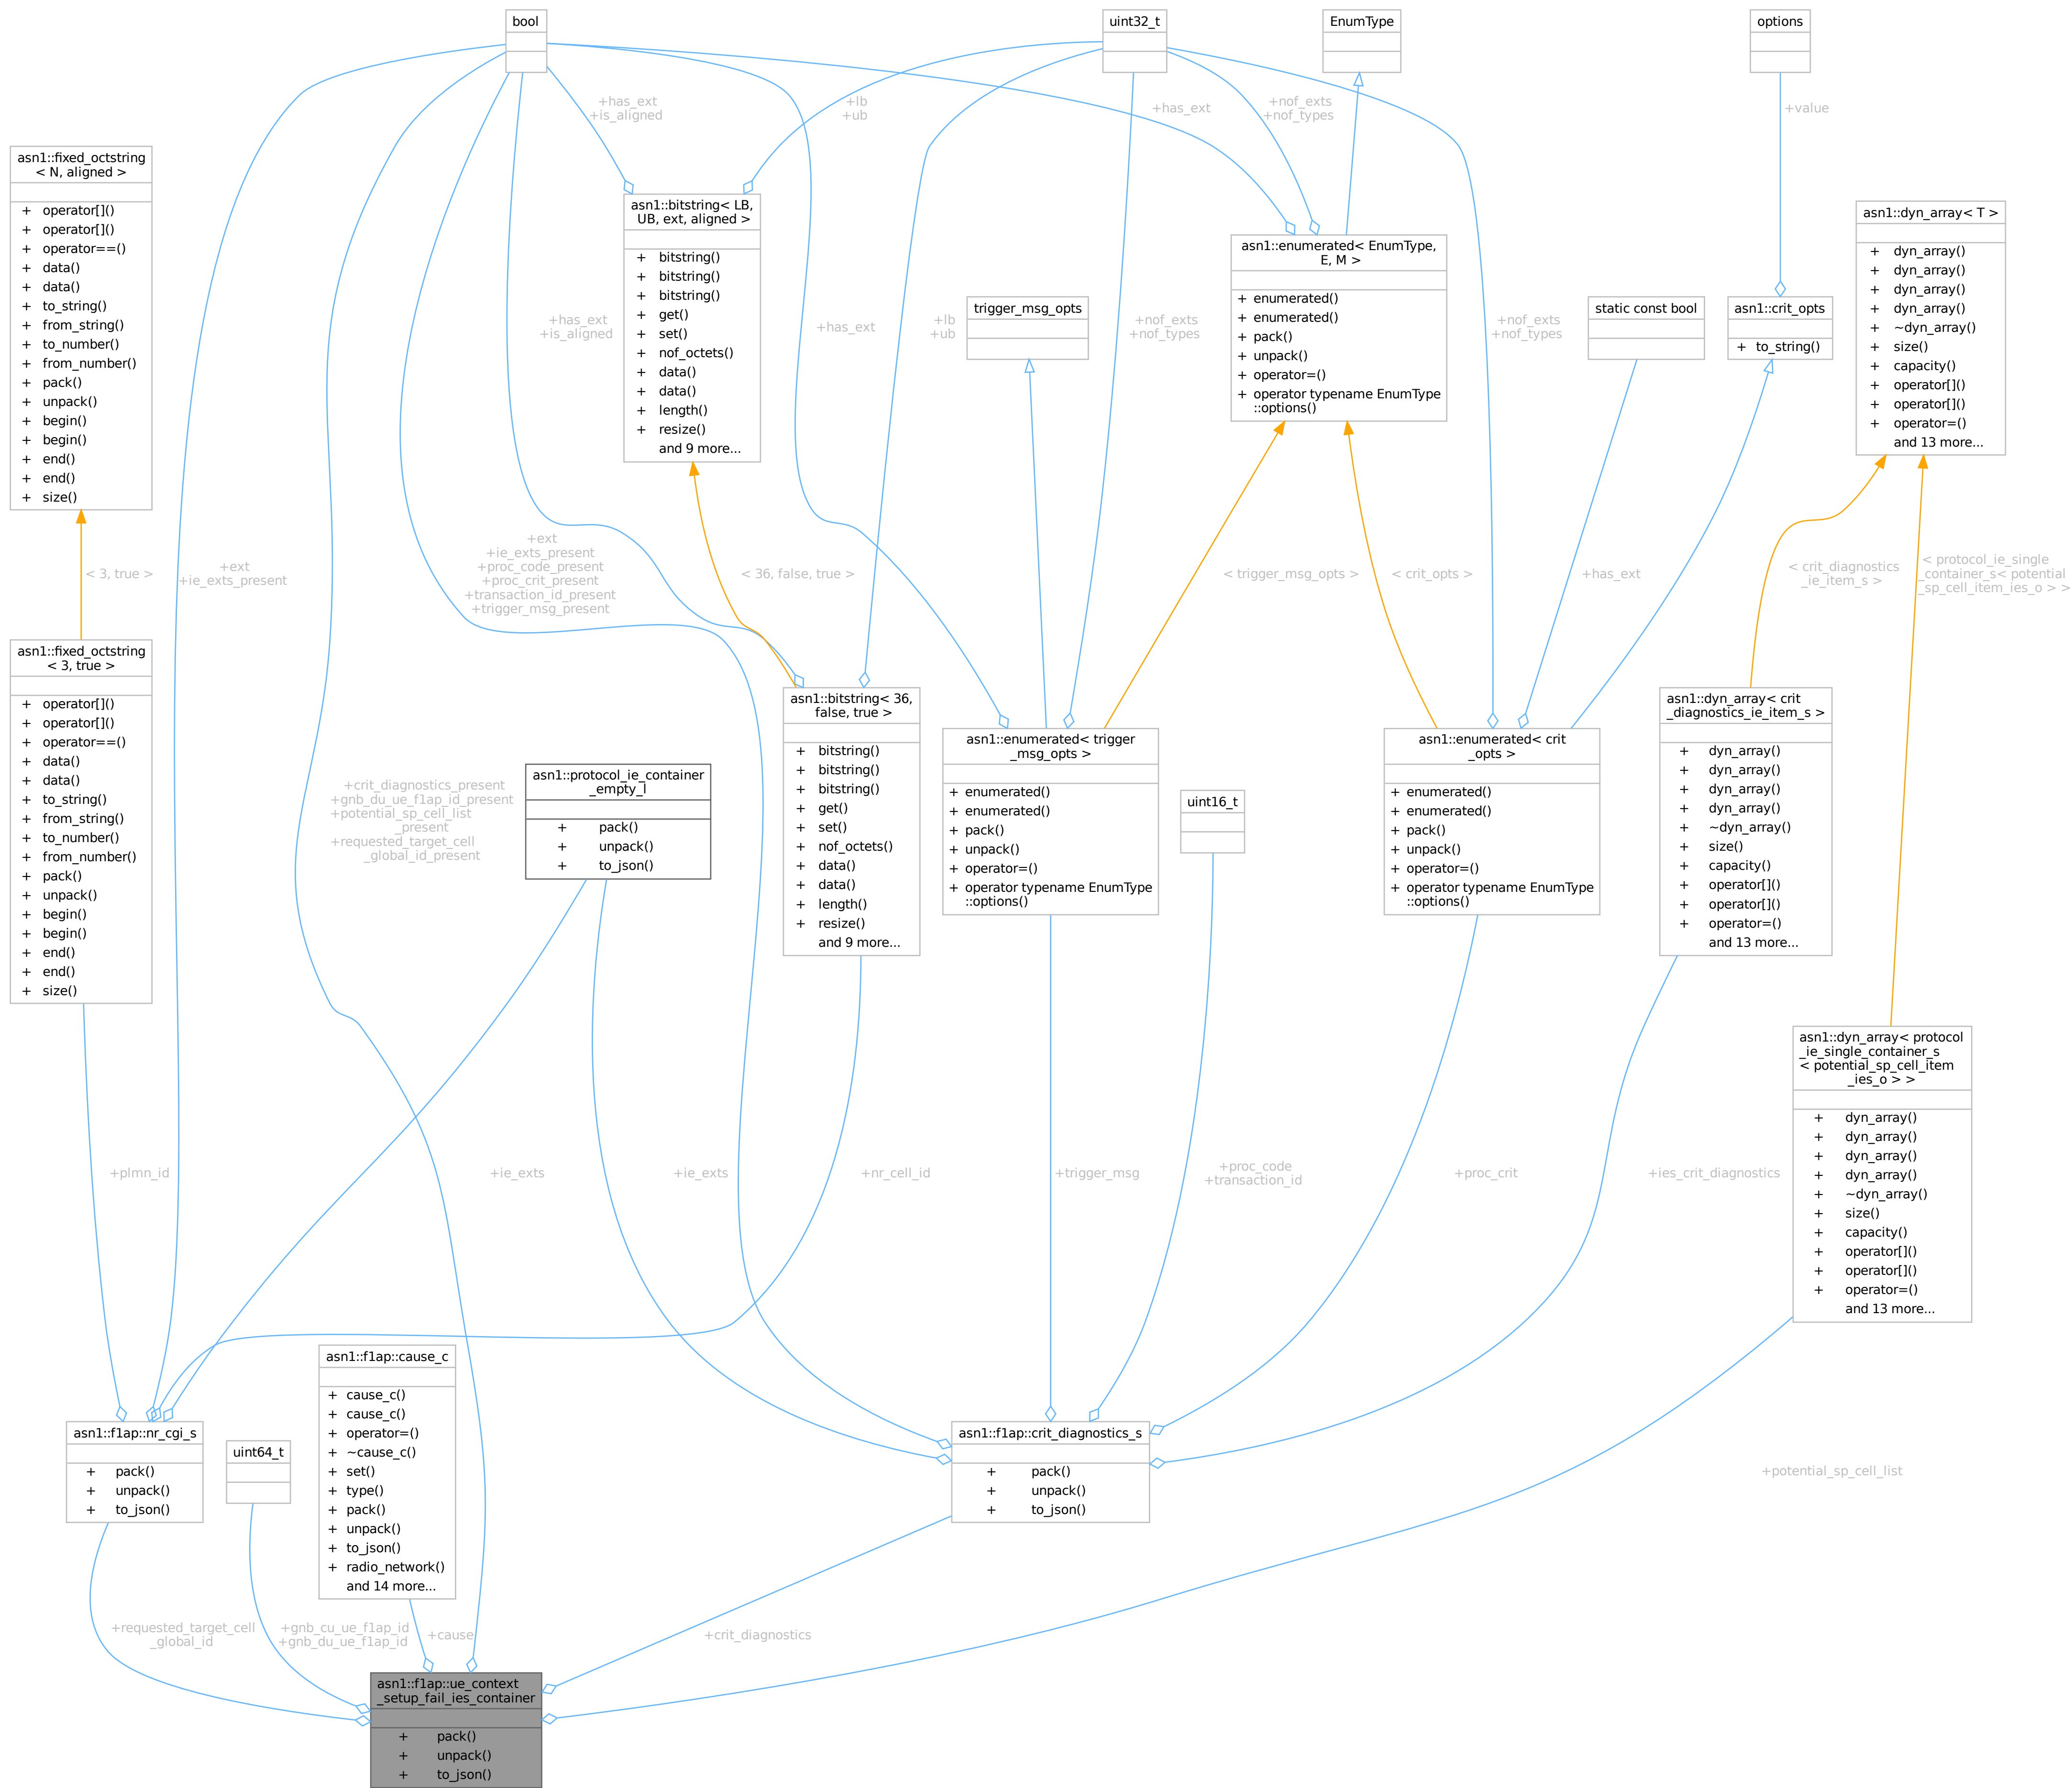 bool
uint32_t
EnumType
options
+has_ext
+is_aligned
+lb
+ub
+has_ext
+nof_exts
+nof_types
+value
asn1::fixed_octstring
< N, aligned >
+ operator[]()
+ operator[]()
+ operator==()
+ data()
+ data()
+ to_string()
+ from_string()
+ to_number()
+ from_number()
+ pack()
+ unpack()
+ begin()
+ begin()
+ end()
+ end()
+ size()
asn1::bitstring< LB,
UB, ext, aligned >
+ bitstring()
+ bitstring()
+ bitstring()
+ get()
+ set()
+ nof_octets()
+ data()
+ data()
+ length()
+ resize()
and 9 more...
asn1::enumerated< EnumType,
E, M >
+ enumerated()
+ enumerated()
+ pack()
+ unpack()
+ operator=()
+ operator typename EnumType
::options()
asn1::dyn_array< T >
+ dyn_array()
+ dyn_array()
+ dyn_array()
+ dyn_array()
+ ~dyn_array()
+ size()
+ capacity()
+ operator[]()
+ operator[]()
+ operator=()
and 13 more...
trigger_msg_opts
static const bool
asn1::crit_opts
+ to_string()
+has_ext
+is_aligned
+has_ext
+lb
+ub
+nof_exts
+nof_types
+nof_exts
+nof_types
< 3, true >
+ext
+ie_exts_present
+ext
+ie_exts_present
+proc_code_present
+proc_crit_present
+transaction_id_present
+trigger_msg_present
< 36, false, true >
< trigger_msg_opts >
< crit_opts >
+has_ext
< crit_diagnostics
_ie_item_s >
< protocol_ie_single
_container_s< potential
_sp_cell_item_ies_o > >
asn1::fixed_octstring
< 3, true >
+ operator[]()
+ operator[]()
+ operator==()
+ data()
+ data()
+ to_string()
+ from_string()
+ to_number()
+ from_number()
+ pack()
+ unpack()
+ begin()
+ begin()
+ end()
+ end()
+ size()
+crit_diagnostics_present
+gnb_du_ue_f1ap_id_present
+potential_sp_cell_list
_present
+requested_target_cell
_global_id_present
asn1::protocol_ie_container
_empty_l
+ pack()
+ unpack()
+ to_json()
asn1::bitstring< 36,
false, true >
+ bitstring()
+ bitstring()
+ bitstring()
+ get()
+ set()
+ nof_octets()
+ data()
+ data()
+ length()
+ resize()
and 9 more...
asn1::enumerated< trigger
_msg_opts >
+ enumerated()
+ enumerated()
+ pack()
+ unpack()
+ operator=()
+ operator typename EnumType
::options()
uint16_t
asn1::enumerated< crit
_opts >
+ enumerated()
+ enumerated()
+ pack()
+ unpack()
+ operator=()
+ operator typename EnumType
::options()
asn1::dyn_array< crit
_diagnostics_ie_item_s >
+ dyn_array()
+ dyn_array()
+ dyn_array()
+ dyn_array()
+ ~dyn_array()
+ size()
+ capacity()
+ operator[]()
+ operator[]()
+ operator=()
and 13 more...
asn1::dyn_array< protocol
_ie_single_container_s
< potential_sp_cell_item
_ies_o > >
+ dyn_array()
+ dyn_array()
+ dyn_array()
+ dyn_array()
+ ~dyn_array()
+ size()
+ capacity()
+ operator[]()
+ operator[]()
+ operator=()
and 13 more...
+plmn_id
+ie_exts
+ie_exts
+nr_cell_id
+trigger_msg
+proc_code
+transaction_id
+proc_crit
+ies_crit_diagnostics
asn1::f1ap::nr_cgi_s
+ pack()
+ unpack()
+ to_json()
uint64_t
asn1::f1ap::cause_c
+ cause_c()
+ cause_c()
+ operator=()
+ ~cause_c()
+ set()
+ type()
+ pack()
+ unpack()
+ to_json()
+ radio_network()
and 14 more...
asn1::f1ap::crit_diagnostics_s
+ pack()
+ unpack()
+ to_json()
+potential_sp_cell_list
+requested_target_cell
_global_id
+gnb_cu_ue_f1ap_id
+gnb_du_ue_f1ap_id
+cause
+crit_diagnostics
asn1::f1ap::ue_context
_setup_fail_ies_container
+ pack()
+ unpack()
+ to_json()